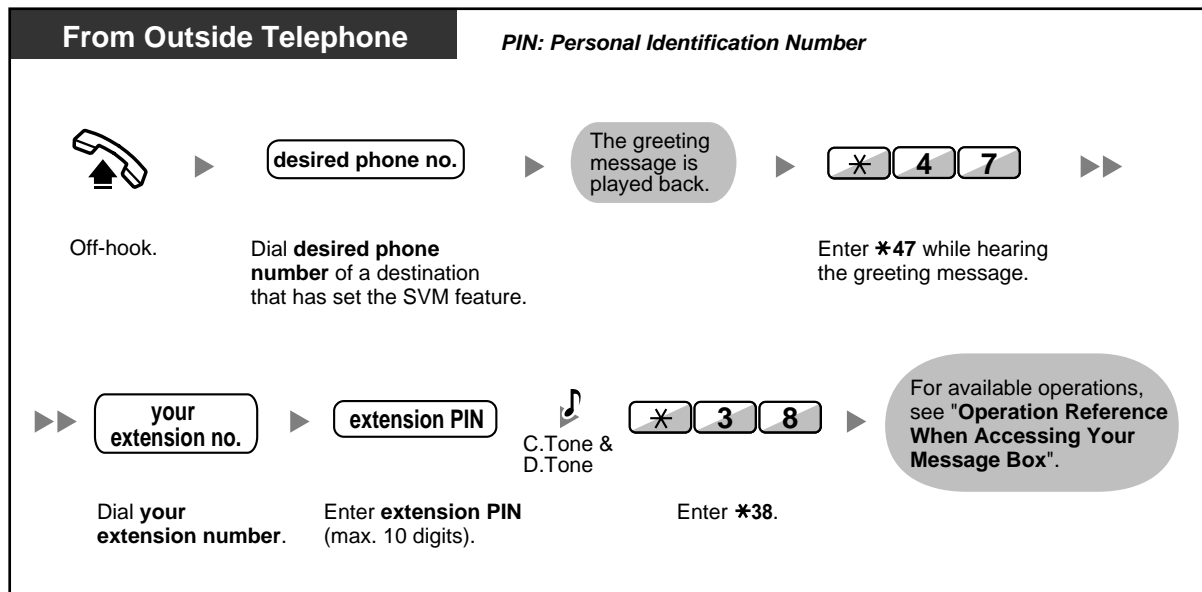 From Outside Telephone
PIN: Personal Identification Number
desired phone no.
The greeting
message is
played back.
* 4 7
Off-hook.
Dial desired phone
number of a destination
that has set the SVM feature.
Enter *47 while hearing
the greeting message.
your
extension no.
extension PIN
C.Tone &
D.Tone
* 3 8
For available operations,
see "Operation Reference
When Accessing Your
Message Box".
Dial your
extension number.
Enter extension PIN
(max. 10 digits).
Enter *38.